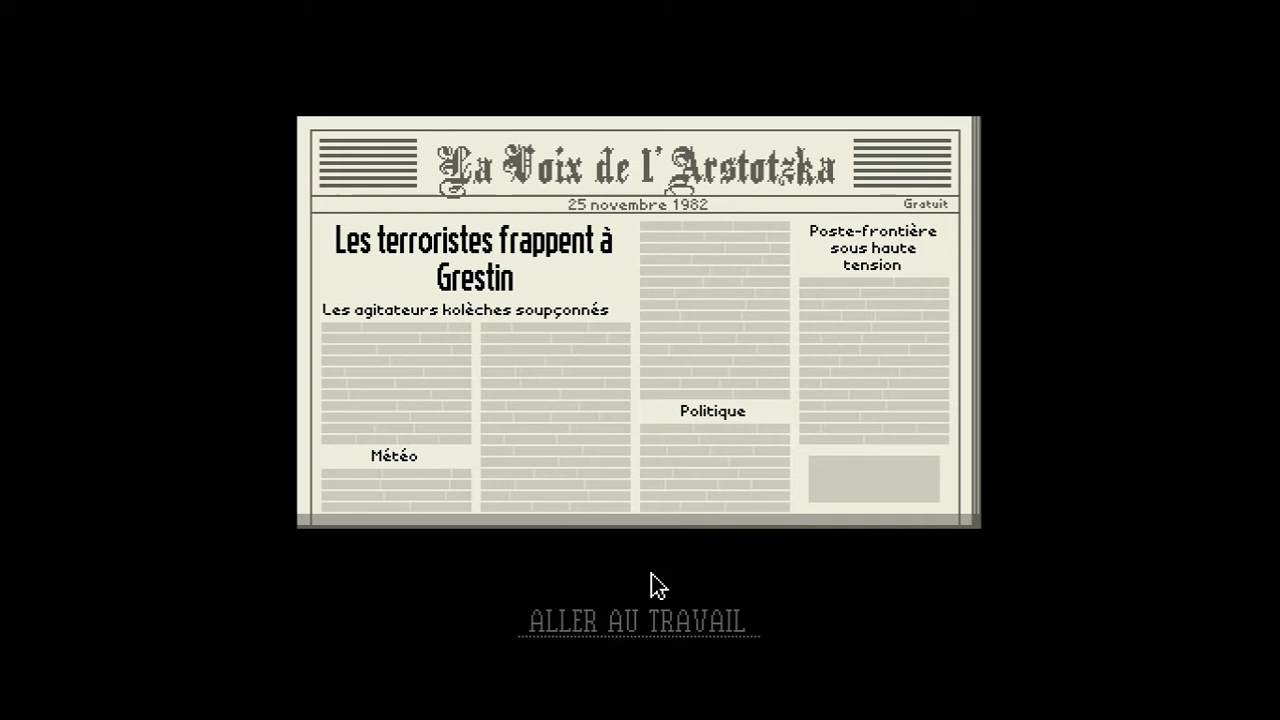 La Voix de l'Arstotzka
25 novembre 1982
Gratuit
Les terroristes frappent à
Grestin
Les agitateurs kolèches soupçonnés
Météo
Politique
Poste-frontière
sous haute
tension
ALLER AU TRAVAIL